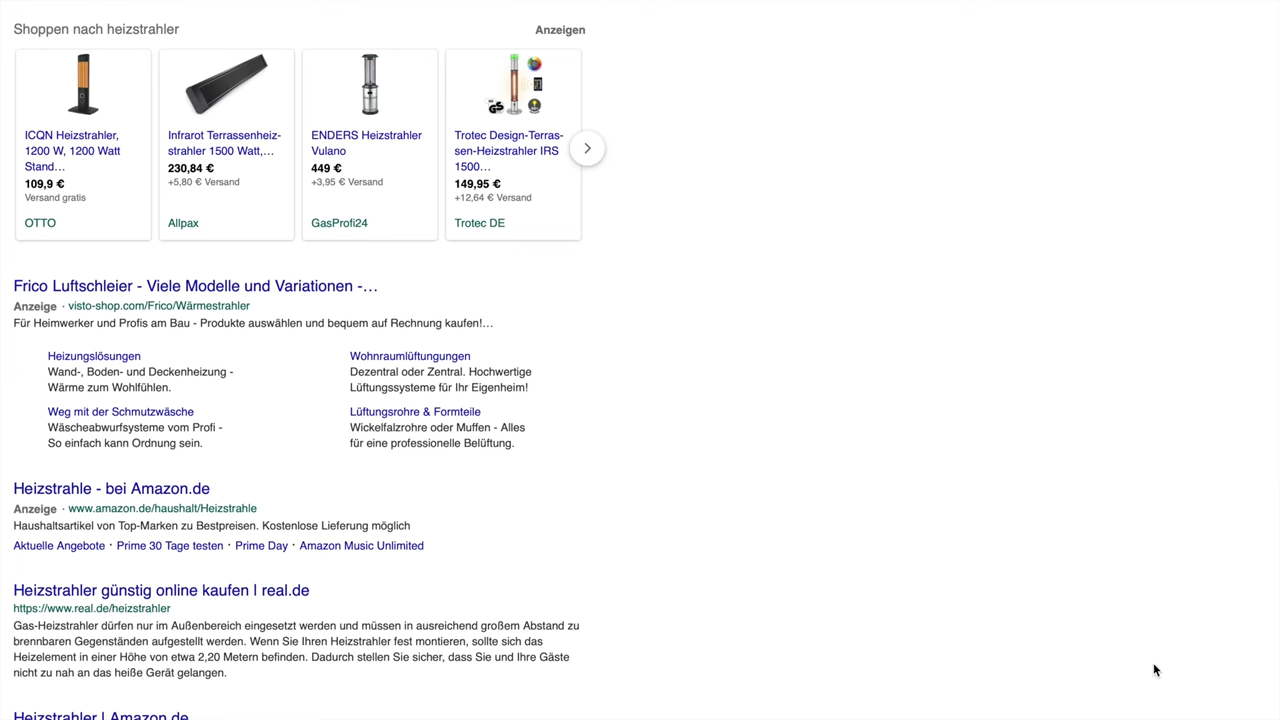 Shoppen nach heizstrahler
Anzeigen
ICQN Heizstrahler,
1200 W, 1200 Watt
Stand…
109,9 €
Versand gratis
OTTO
Infrarot Terrassenheiz-
strahler 1500 Watt,…
230,84 €
+5,80 € Versand
Allpax
ENDERS Heizstrahler
Vulano
449 €
+3,95 € Versand
GasProfi24
GS
Trotec Design-Terras-
sen-Heizstrahler IRS
1500…
149,95 €
+12,64 € Versand
Trotec DE
Frico Luftschleier - Viele Modelle und Variationen -…
Anzeige · visto-shop.com/Frico/Wärmestrahler
Für Heimwerker und Profis am Bau - Produkte auswählen und bequem auf Rechnung kaufen!…
Heizungslösungen
Wand-, Boden- und Deckenheizung -
Wärme zum Wohlfühlen.
Wohnraumlüftungungen
Dezentral oder Zentral. Hochwertige
Lüftungssysteme für Ihr Eigenheim!
Weg mit der Schmutzwäsche
Wäscheabwurfsysteme vom Profi -
So einfach kann Ordnung sein.
Lüftungsrohre & Formteile
Wickelfalzrohre oder Muffen - Alles
für eine professionelle Belüftung.
Heizstrahle - bei Amazon.de
Anzeige · www.amazon.de/haushalt/Heizstrahle
Haushaltsartikel von Top-Marken zu Bestpreisen. Kostenlose Lieferung möglich
Aktuelle Angebote · Prime 30 Tage testen · Prime Day · Amazon Music Unlimited
Heizstrahler günstig online kaufen | real.de
https://www.real.de/heizstrahler
Gas-Heizstrahler dürfen nur im Außenbereich eingesetzt werden und müssen in ausreichend großem Abstand zu
brennbaren Gegenständen aufgestellt werden. Wenn Sie Ihren Heizstrahler fest montieren, sollte sich das
Heizelement in einer Höhe von etwa 2,20 Metern befinden. Dadurch stellen Sie sicher, dass Sie und Ihre Gäste
nicht zu nah an das heiße Gerät gelangen.
Heizstrahler | Amazon.de